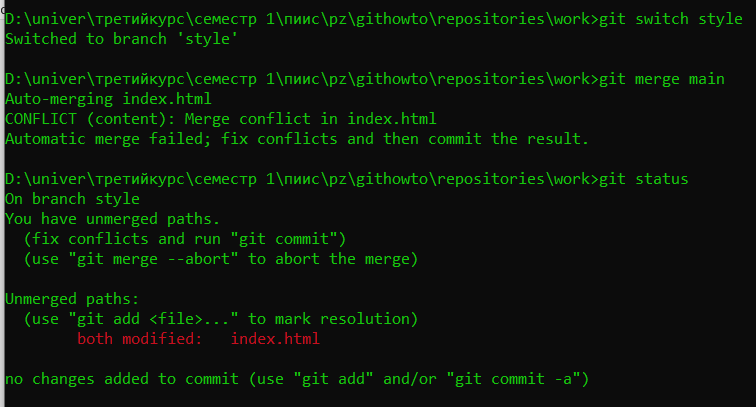 D:\univer\третийкурс\семестр 1\пиис\pz\githowto\repositories\work>git switch style
Switched to branch 'style'
D:\univer\третийкурс\семестр 1\пиис\pz\githowto\repositories\work>git merge main
Auto-merging index.html
CONFLICT (content): Merge conflict in index.html
Automatic merge failed; fix conflicts and then commit the result.
D:\univer\третийкурс\семестр 1\пиис\pz\githowto\repositories\work>git status
On branch style
You have unmerged paths.
  (fix conflicts and run "git commit")
  (use "git merge --abort" to abort the merge)
Unmerged paths:
  (use "git add <file>..." to mark resolution)
        both modified:   index.html
no changes added to commit (use "git add" and/or "git commit -a")